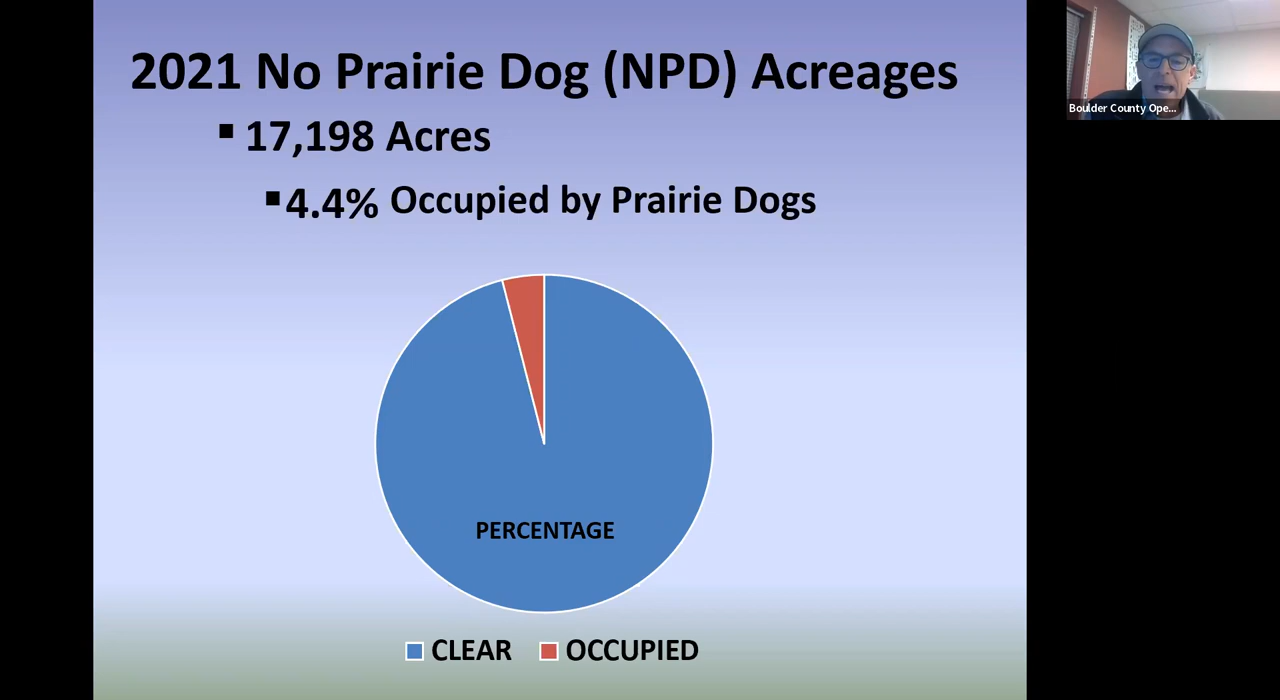 2021 No Prairie Dog (NPD) Acreages
▪ 17,198 Acres
▪ 4.4% Occupied by Prairie Dogs
PERCENTAGE
CLEAR OCCUPIED
Boulder County Ope...